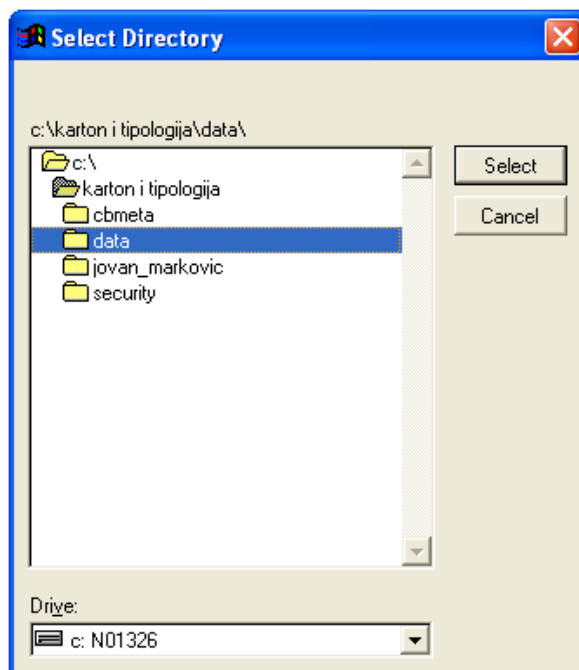 Select Directory
c:\karton i tipologija\data\
c:\
karton i tipologija
cbmeta
data
jovan_markovic
security
Select
Cancel
Drive:
c: N01326